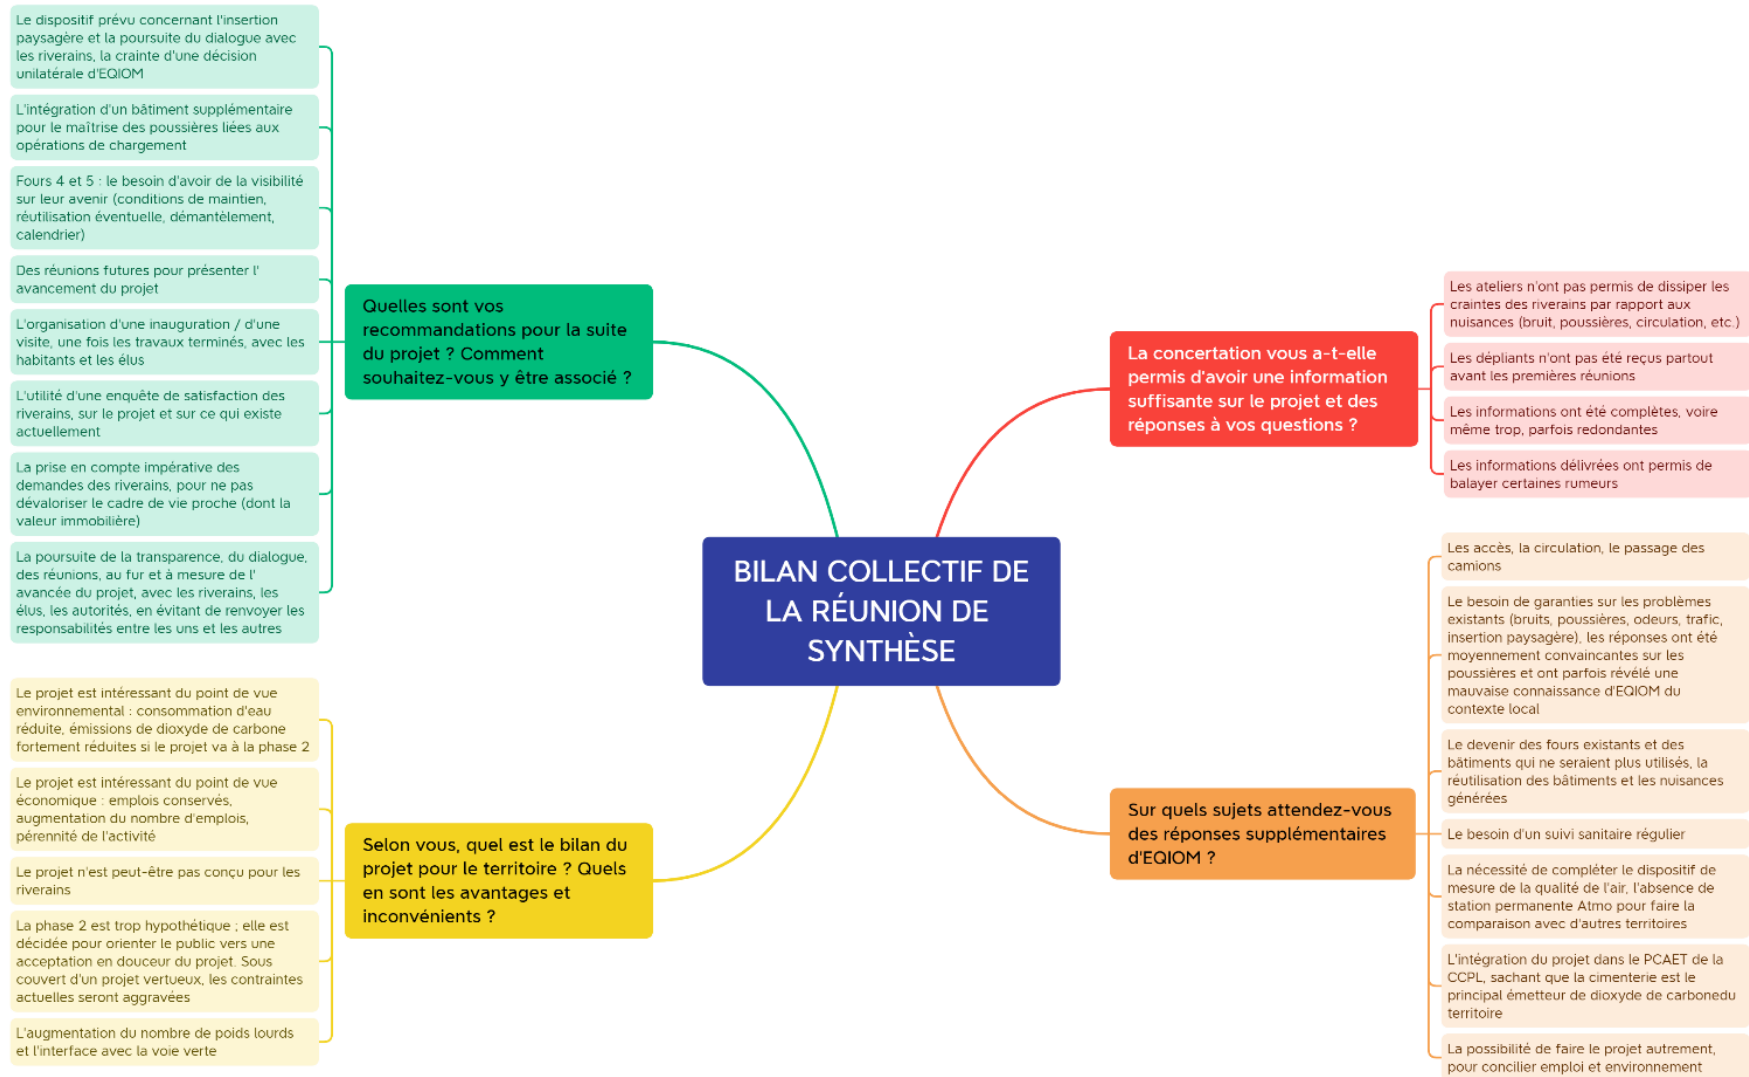 Le dispositif prévu concernant l'insertion
paysagère et la poursuite du dialogue avec
les riverains, la crainte d'une décision
unilatérale d'EQIOM
L'intégration d'un bâtiment supplémentaire
pour le maîtrise des poussières liées aux
opérations de chargement
Fours 4 et 5 : le besoin d'avoir de la visibilité
sur leur avenir (conditions de maintien,
réutilisation éventuelle, démantèlement,
calendrier)
Des réunions futures pour présenter l'
avancement du projet
L'organisation d'une inauguration / d'une
visite, une fois les travaux terminés, avec les
habitants et les élus
L'utilité d'une enquête de satisfaction des
riverains, sur le projet et sur ce qui existe
actuellement
La prise en compte impérative des
demandes des riverains, pour ne pas
dévaloriser le cadre de vie proche (dont la
valeur immobilière)
La poursuite de la transparence, du dialogue,
des réunions, au fur et à mesure de l'
avancée du projet, avec les riverains, les
élus, les autorités, en évitant de renvoyer les
responsabilités entre les uns et les autres
Quelles sont vos
recommandations pour la suite
du projet ? Comment
souhaitez-vous y être associé ?
Le projet est intéressant du point de vue
environnemental : consommation d'eau
réduite, émissions de dioxyde de carbone
fortement réduites si le projet va à la phase 2
Le projet est intéressant du point de vue
économique : emplois conservés,
augmentation du nombre d'emplois,
pérennité de l'activité
Le projet n'est peut-être pas conçu pour les
riverains
La phase 2 est trop hypothétique ; elle est
décidée pour orienter le public vers une
acceptation en douceur du projet. Sous
couvert d'un projet vertueux, les contraintes
actuelles seront aggravées
L'augmentation du nombre de poids lourds
et l'interface avec la voie verte
Selon vous, quel est le bilan du
projet pour le territoire ? Quels
en sont les avantages et
inconvénients ?
BILAN COLLECTIF DE
LA RÉUNION DE
SYNTHÈSE
La concertation vous a-t-elle
permis d'avoir une information
suffisante sur le projet et des
réponses à vos questions ?
Les ateliers n'ont pas permis de dissiper les
craintes des riverains par rapport aux
nuisances (bruit, poussières, circulation, etc.)
Les dépliants n'ont pas été reçus partout
avant les premières réunions
Les informations ont été complètes, voire
même trop, parfois redondantes
Les informations délivrées ont permis de
balayer certaines rumeurs
Sur quels sujets attendez-vous
des réponses supplémentaires
d'EQIOM ?
Les accès, la circulation, le passage des
camions
Le besoin de garanties sur les problèmes
existants (bruits, poussières, odeurs, trafic,
insertion paysagère), les réponses ont été
moyennement convaincantes sur les
poussières et ont parfois révélé une
mauvaise connaissance d'EQIOM du
contexte local
Le devenir des fours existants et des
bâtiments qui ne seraient plus utilisés, la
réutilisation des bâtiments et les nuisances
générées
Le besoin d'un suivi sanitaire régulier
La nécessité de compléter le dispositif de
mesure de la qualité de l'air, l'absence de
station permanente Atmo pour faire la
comparaison avec d'autres territoires
L'intégration du projet dans le PCAET de la
CCPL, sachant que la cimenterie est le
principal émetteur de dioxyde de carbonedu
territoire
La possibilité de faire le projet autrement,
pour concilier emploi et environnement